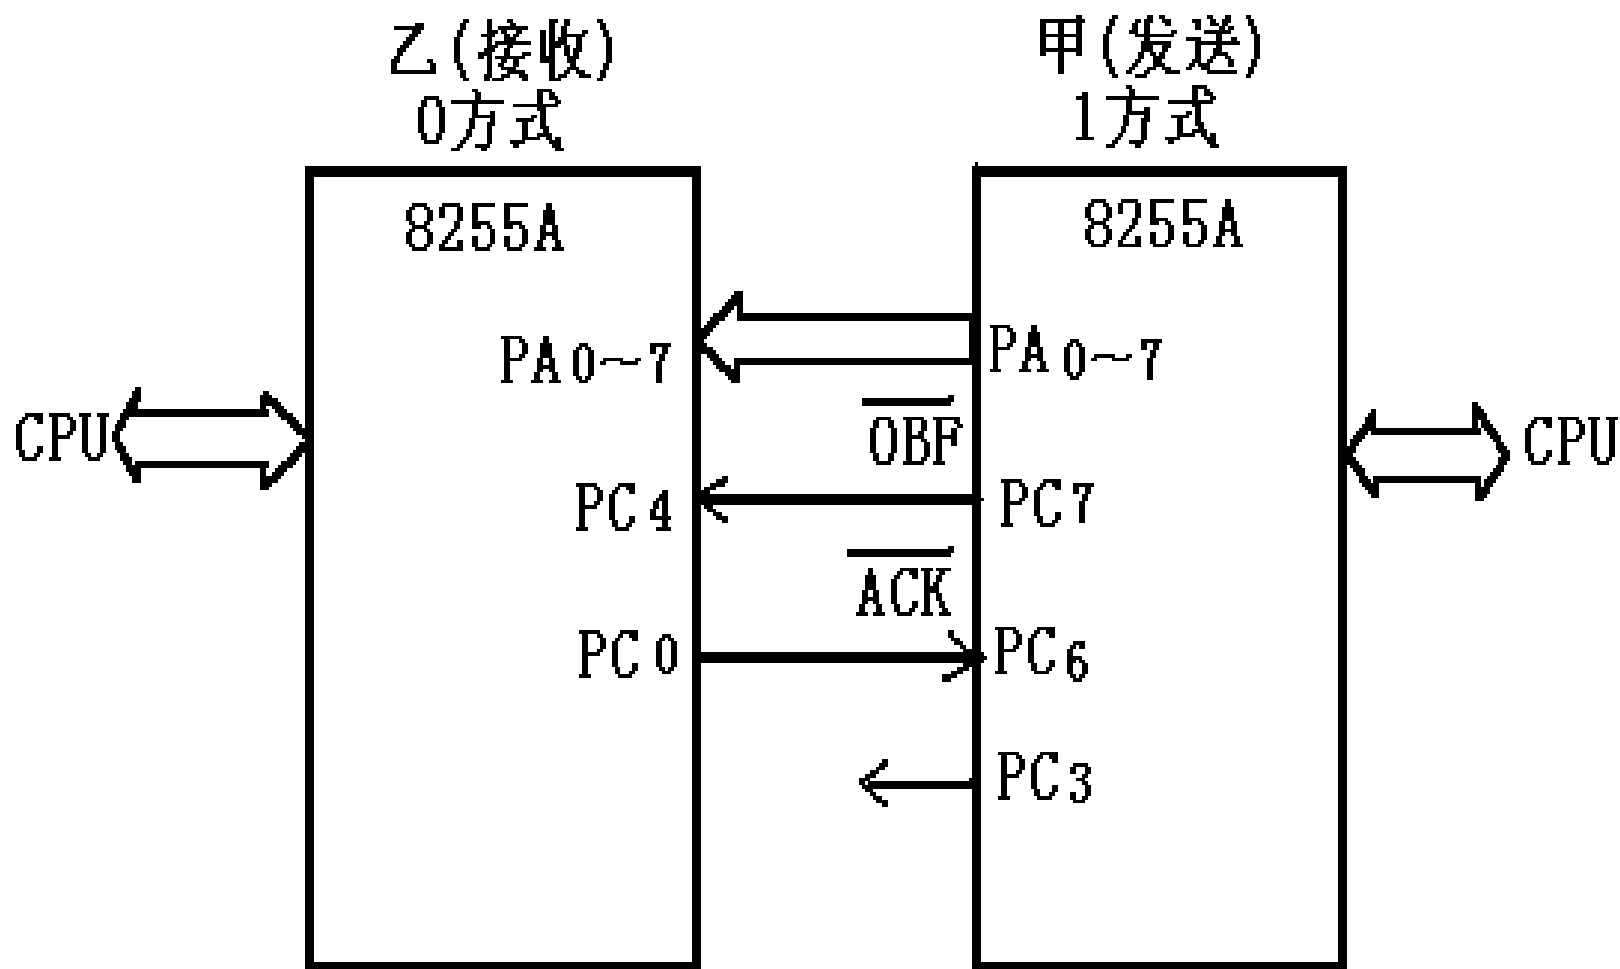 乙(接收)
0方式
甲(发送)
1方式
8255A
8255A
PA0~7
PA0~7
OBF
CPU
CPU
PC4
PC7
ACK
PC0
PC6
PC3